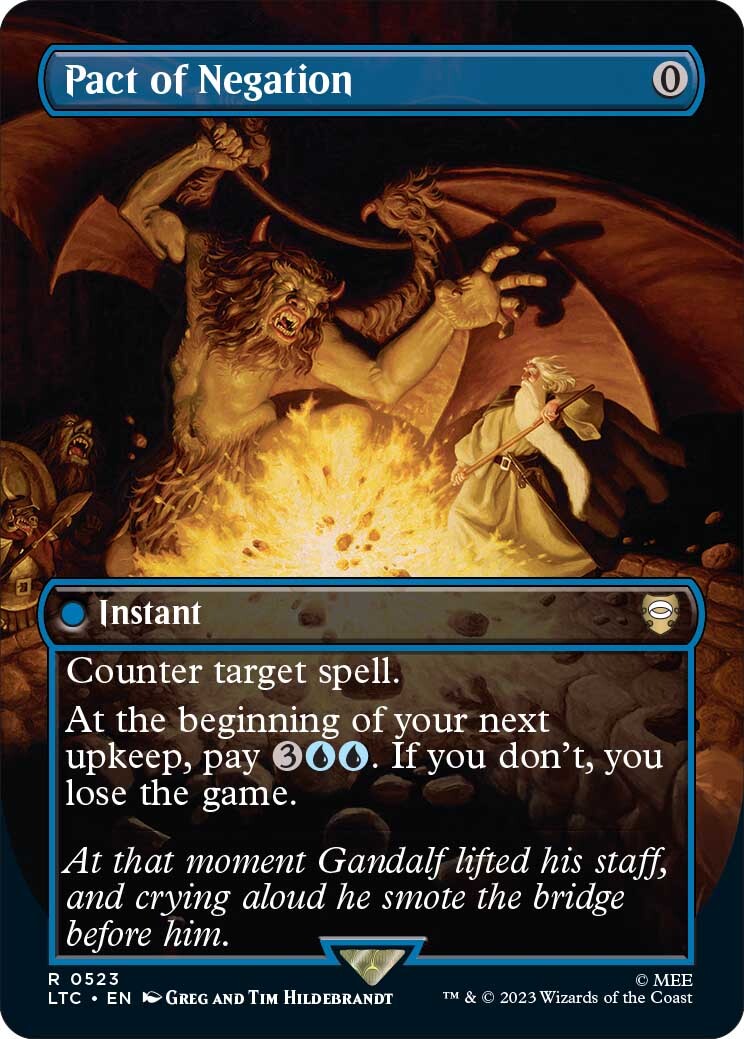 Pact of Negation 0
Instant
Counter target spell.
At the beginning of your next
upkeep, pay 3. If you don't, you
lose the game.
At that moment Gandalf lifted his staff,
and crying aloud he smote the bridge
before him.
R 0523
© MEE
LTC • EN Greg and Tim Hildebrandt
™ & © 2023 Wizards of the Coast